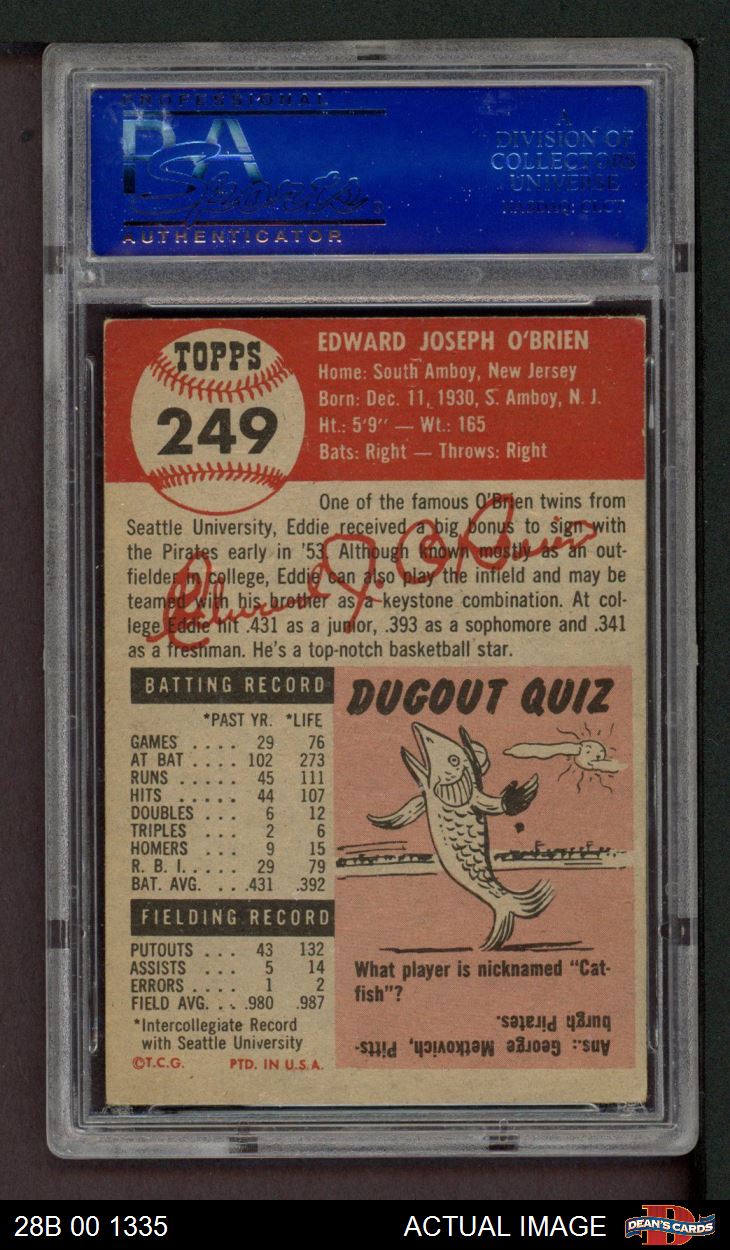 PROFESSIONAL
PSA
Sports
AUTHENTICATOR
A
DIVISION OF
COLLECTORS
UNIVERSE
NASDAQ: CLCT
TOPPS
249
EDWARD JOSEPH O'BRIEN
Home: South Amboy, New Jersey
Born: Dec. 11, 1930, S. Amboy, N. J.
Ht.: 5'9" — Wt.: 165
Bats: Right — Throws: Right
One of the famous O'Brien twins from
Seattle University, Eddie received a big bonus to sign with
the Pirates early in '53. Although known mostly as an out-
fielder in college, Eddie can also play the infield and may be
teamed with his brother as a keystone combination. At col-
lege Eddie hit .431 as a junior, .393 as a sophomore and .341
as a freshman. He's a top-notch basketball star.
Edward J. O'Brien
BATTING RECORD
*PAST YR. *LIFE
GAMES .... 29 76
AT BAT .... 102 273
RUNS .... 45 111
HITS ..... 44 107
DOUBLES ... 6 12
TRIPLES ... 2 6
HOMERS ... 9 15
R. B. I. .... 29 79
BAT. AVG. .. .431 .392
FIELDING RECORD
PUTOUTS ... 43 132
ASSISTS ... 5 14
ERRORS .... 1 2
FIELD AVG. .. .980 .987
*Intercollegiate Record
with Seattle University
©T.C.G. PTD. IN U.S.A.
DUGOUT QUIZ
What player is nicknamed "Cat-
fish"?
Ans.: George Metkovich, Pitts-
burgh Pirates.
28B 00 1335 ACTUAL IMAGE
DEAN'S CARDS